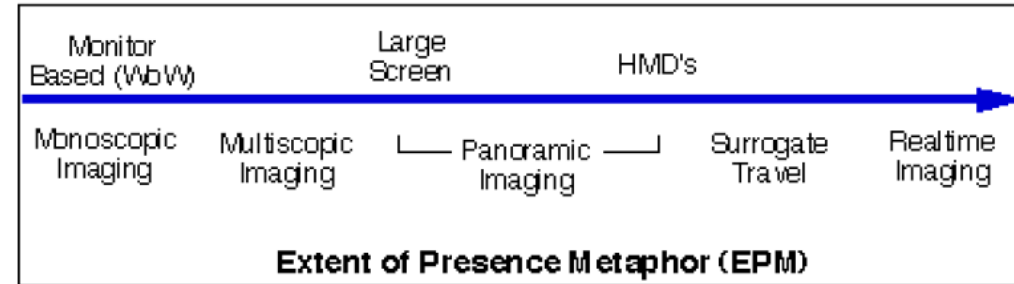 Monitor
Based (WoW)
Large
Screen
HMD's
Monoscopic
Imaging
Multiscopic
Imaging
Panoramic
Imaging
Surrogate
Travel
Realtime
Imaging
Extent of Presence Metaphor (EPM)